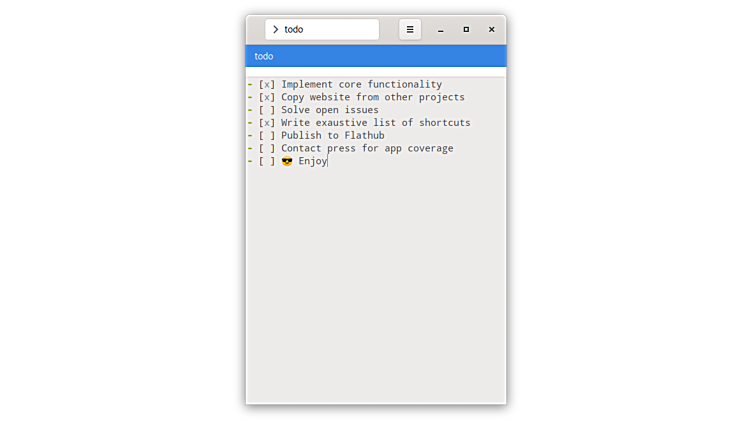 todo
todo
- [x] Implement core functionality
- [x] Copy website from other projects
- [ ] Solve open issues
- [x] Write exaustive list of shortcuts
- [ ] Publish to Flathub
- [ ] Contact press for app coverage
- [ ] 😎 Enjoy